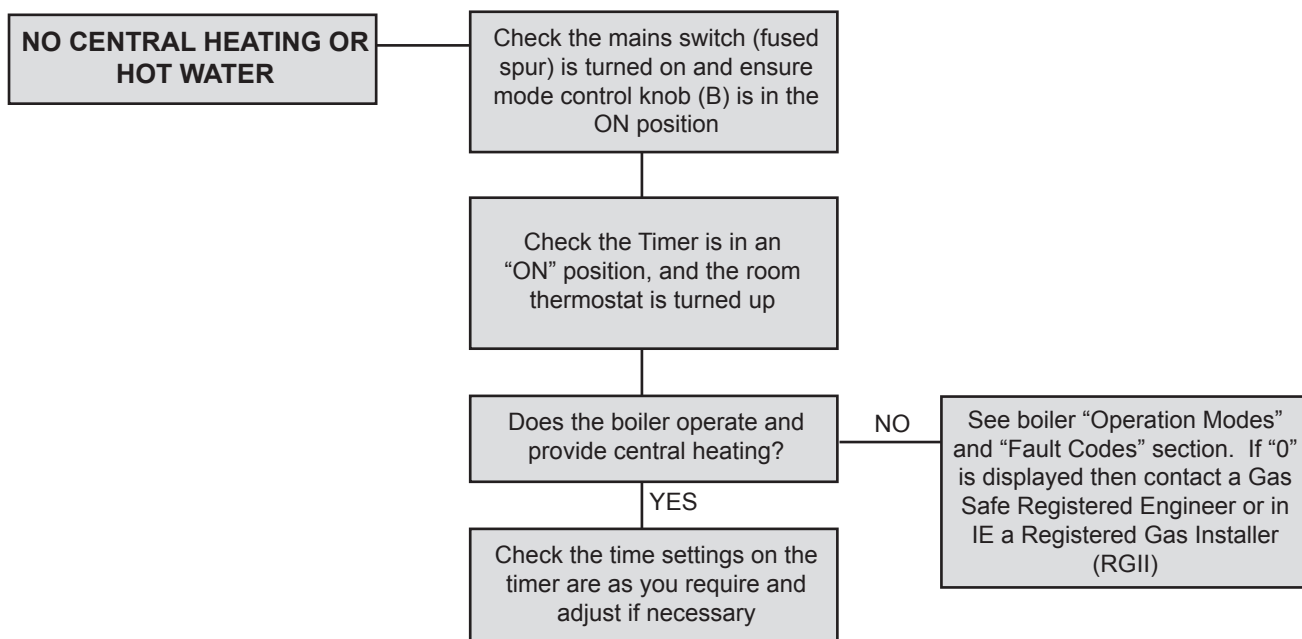 NO CENTRAL HEATING OR
HOT WATER
Check the mains switch (fused
spur) is turned on and ensure
mode control knob (B) is in the
ON position
Check the Timer is in an
“ON” position, and the room
thermostat is turned up
Does the boiler operate and
provide central heating?
NO
See boiler “Operation Modes”
and “Fault Codes” section.  If “0”
is displayed then contact a Gas
Safe Registered Engineer or in
IE a Registered Gas Installer
(RGII)
YES
Check the time settings on the
timer are as you require and
adjust if necessary